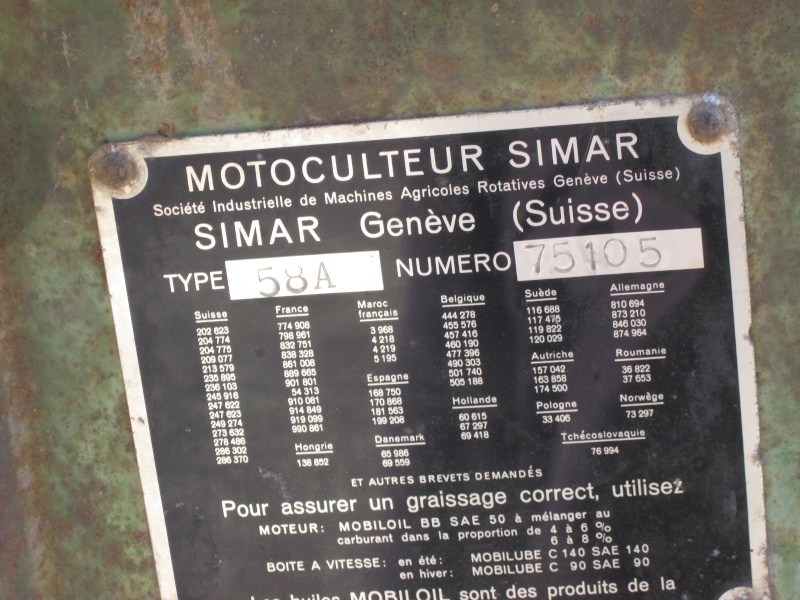 MOTOCULTEUR SIMAR
Société Industrielle de Machines Agricoles Rotatives Genève (Suisse)
SIMAR Genève (Suisse)
TYPE 58A NUMERO 75105
Suisse
202 623
204 774
204 775
209 077
213 579
235 895
236 103
245 916
247 622
247 623
249 274
273 632
278 486
286 302
286 370
France
774 908
798 961
832 751
838 328
861 008
889 665
901 801
54 313
910 081
914 849
919 099
990 861
Hongrie
138 852
Maroc
français
3 968
4 218
4 219
5 195
Espagne
168 750
170 868
181 563
199 208
Danemark
65 986
69 559
Belgique
444 278
455 576
457 416
460 190
477 396
490 303
501 740
505 188
Hollande
60 615
67 297
69 418
Suède
116 688
117 475
119 822
120 029
Autriche
157 042
163 858
174 500
Pologne
33 406
Allemagne
810 694
873 210
846 030
874 964
Roumanie
36 822
37 653
Norwège
73 297
Tchécoslovaquie
76 994
ET AUTRES BREVETS DEMANDÉS
Pour assurer un graissage correct, utilisez
MOTEUR: MOBILOIL BB SAE 50 à mélanger au
carburant dans la proportion de 4 à 6 %
6 à 8 %
BOITE A VITESSE: en été: MOBILUBE C 140 SAE 140
en hiver: MOBILUBE C 90 SAE 90
Les huiles MOBILOIL sont des produits de la